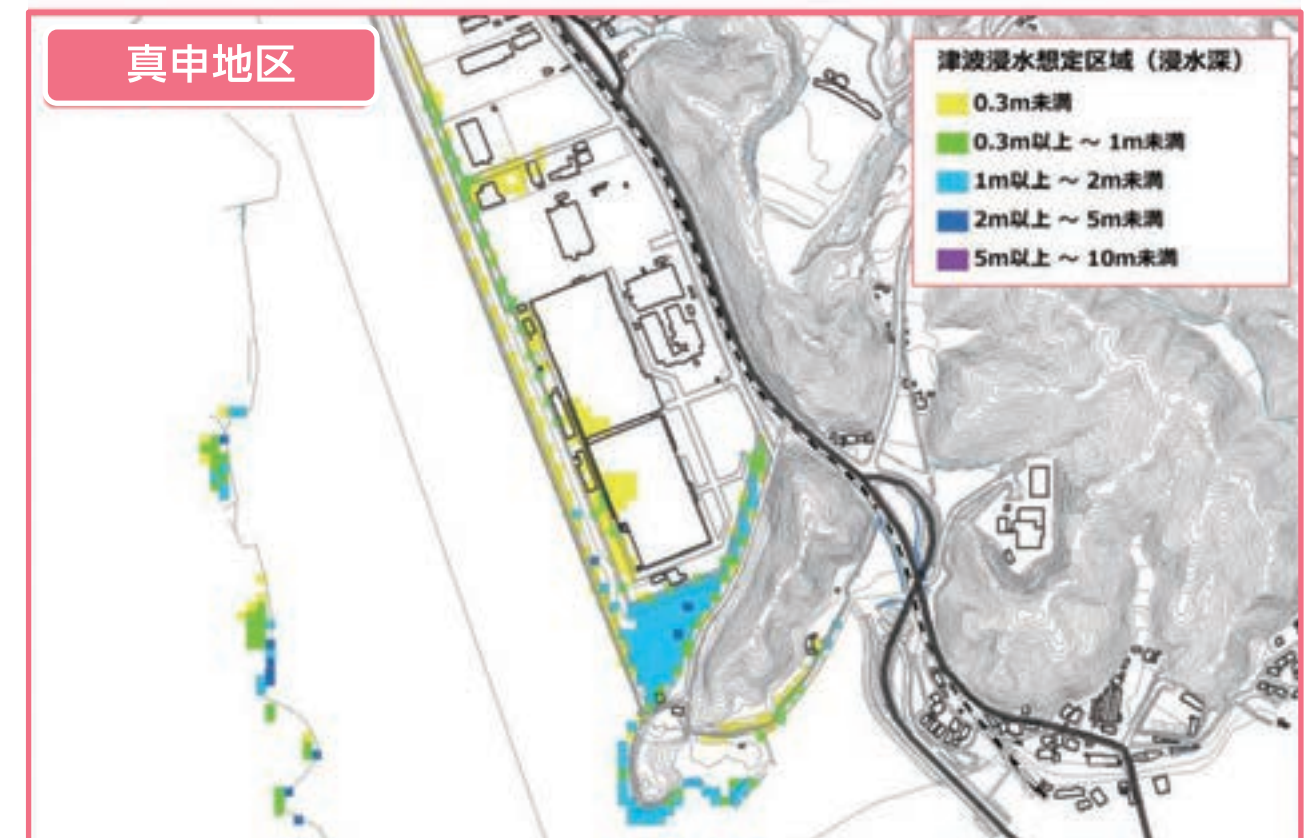 真申地区
津波浸水想定区域（浸水深）
0.3m未満
0.3m以上 ～ 1m未満
1m以上 ～ 2m未満
2m以上 ～ 5m未満
5m以上 ～ 10m未満